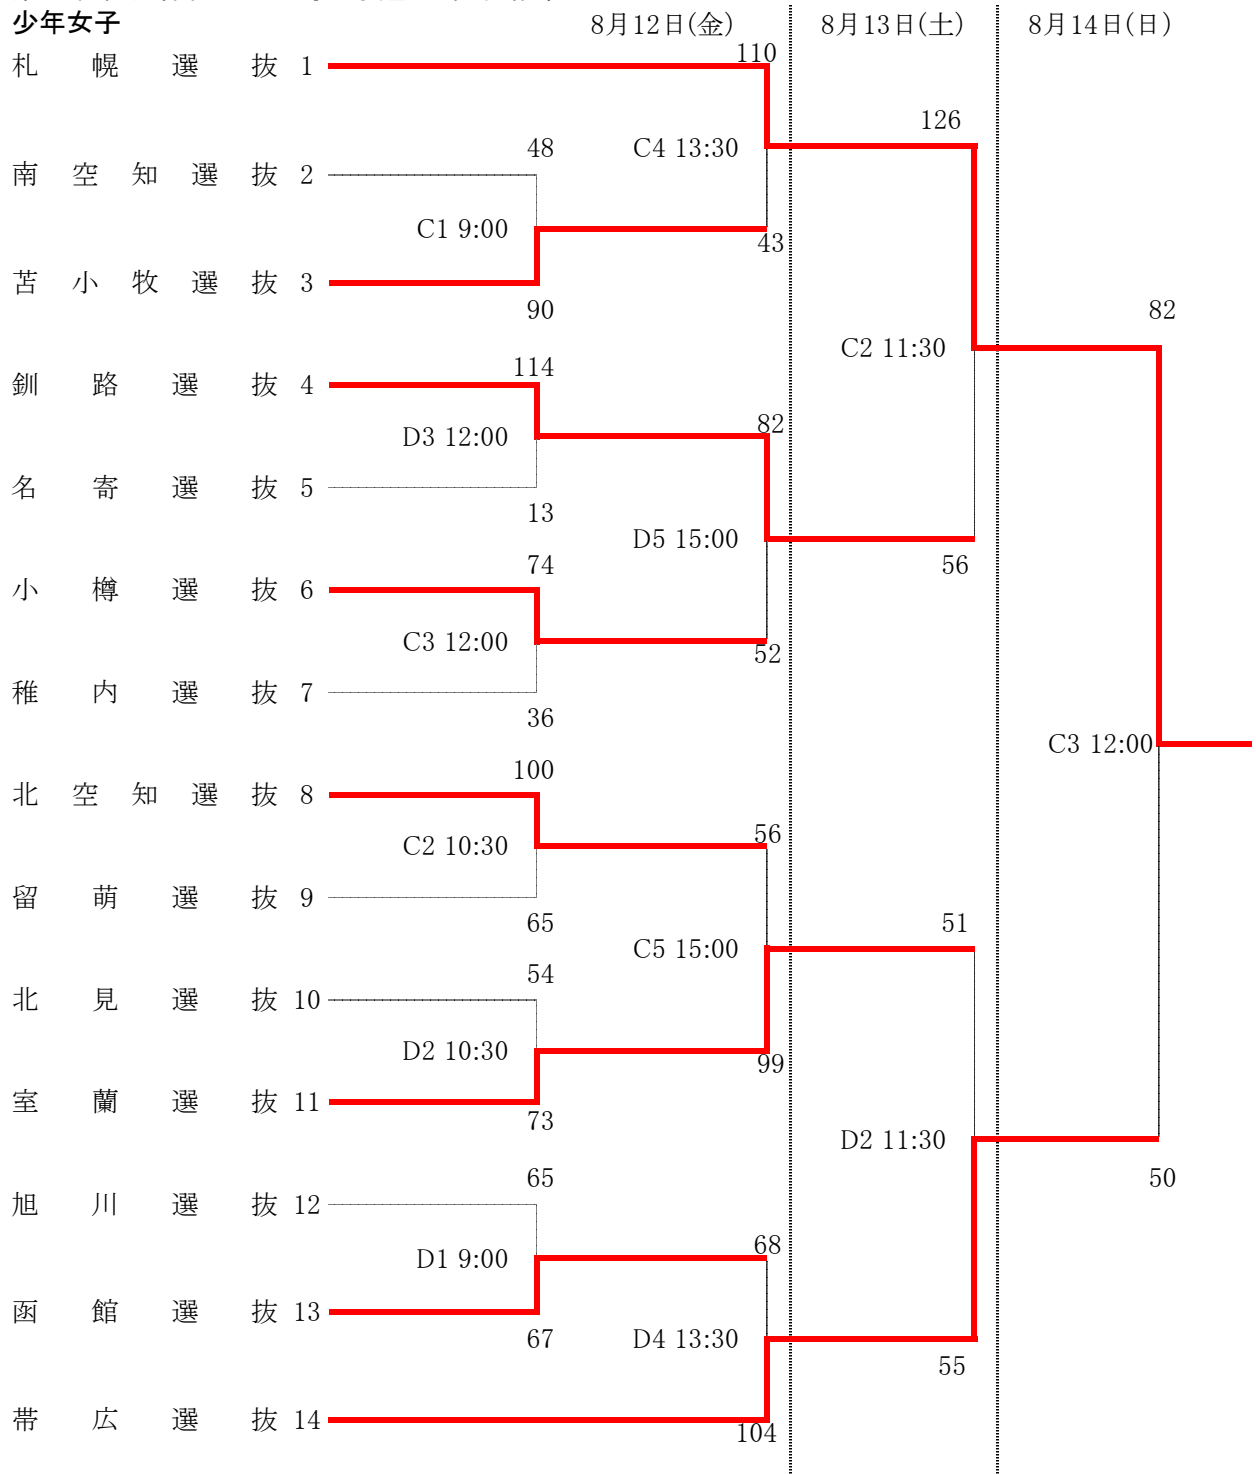 少年女子 8月12日(金) 8月13日(土) 8月14日(日)
110
札幌選抜 1
126
48 C4 13:30
南空知選抜 2
C1 9:00
43
苫小牧選抜 3
90 82
C2 11:30
114
釧路選抜 4
82
D3 12:00
名寄選抜 5
13
D5 15:00
74 56
小樽選抜 6
C3 12:00
52
稚内選抜 7
36
C3 12:00
100
北空知選抜 8
56
C2 10:30
留萌選抜 9
65 51
C5 15:00
54
北見選抜 10
D2 10:30
99
室蘭選抜 11
73
D2 11:30
65 50
旭川選抜 12
68
D1 9:00
函館選抜 13
67 D4 13:30
55
帯広選抜 14
104